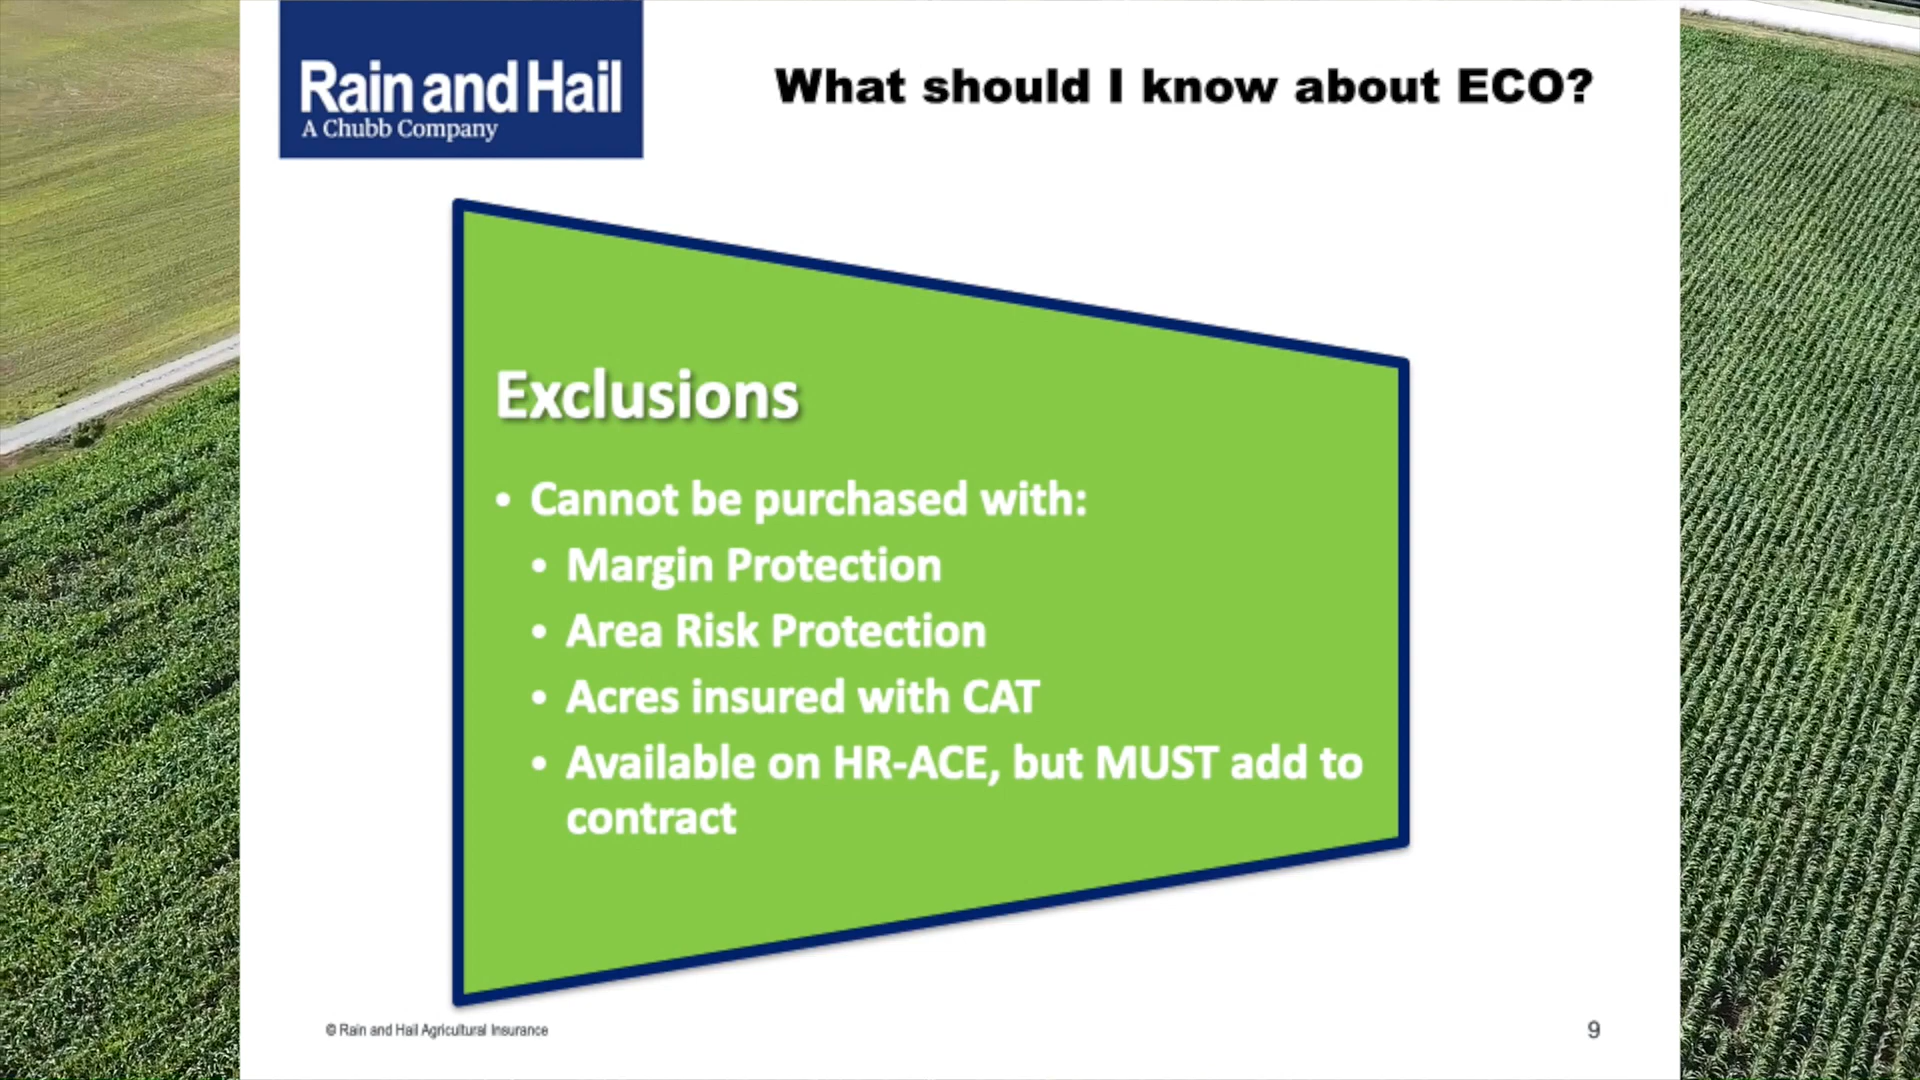 Rain and Hail
A Chubb Company
What should I know about ECO?
Exclusions
• Cannot be purchased with:
• Margin Protection
• Area Risk Protection
• Acres insured with CAT
• Available on HR-ACE, but MUST add to
contract
© Rain and Hail Agricultural Insurance
9